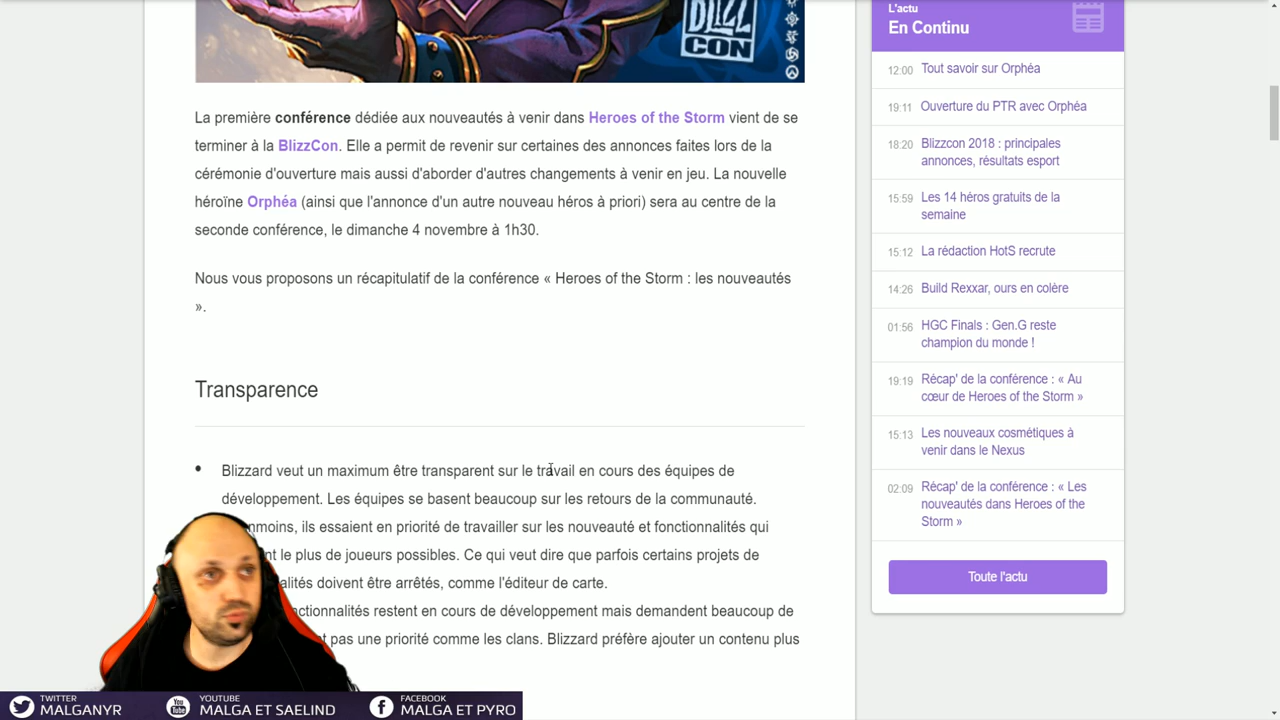 BLIZZ
CON
La première conférence dédiée aux nouveautés à venir dans Heroes of the Storm vient de se
terminer à la BlizzCon. Elle a permit de revenir sur certaines des annonces faites lors de la
cérémonie d'ouverture mais aussi d'aborder d'autres changements à venir en jeu. La nouvelle
héroïne Orphéa (ainsi que l'annonce d'un autre nouveau héros à priori) sera au centre de la
seconde conférence, le dimanche 4 novembre à 1h30.
Nous vous proposons un récapitulatif de la conférence « Heroes of the Storm : les nouveautés
».
Transparence
• Blizzard veut un maximum être transparent sur le travail en cours des équipes de
développement. Les équipes se basent beaucoup sur les retours de la communauté.
ils essaient en priorité de travailler sur les nouveauté et fonctionnalités qui
le plus de joueurs possibles. Ce qui veut dire que parfois certains projets de
doivent être arrêtés, comme l'éditeur de carte.
restent en cours de développement mais demandent beaucoup de
pas une priorité comme les clans. Blizzard préfère ajouter un contenu plus
L'actu
En Continu
12:00 Tout savoir sur Orphéa
19:11 Ouverture du PTR avec Orphéa
18:20 Blizzcon 2018 : principales
annonces, résultats esport
15:59 Les 14 héros gratuits de la
semaine
15:12 La rédaction HotS recrute
14:26 Build Rexxar, ours en colère
01:56 HGC Finals : Gen.G reste
champion du monde !
19:19 Récap' de la conférence : « Au
cœur de Heroes of the Storm »
15:13 Les nouveaux cosmétiques à
venir dans le Nexus
02:09 Récap' de la conférence : « Les
nouveautés dans Heroes of the
Storm »
Toute l'actu
TWITTER
MALGANYR
YOUTUBE
MALGA ET SAELIND
FACEBOOK
MALGA ET PYRO